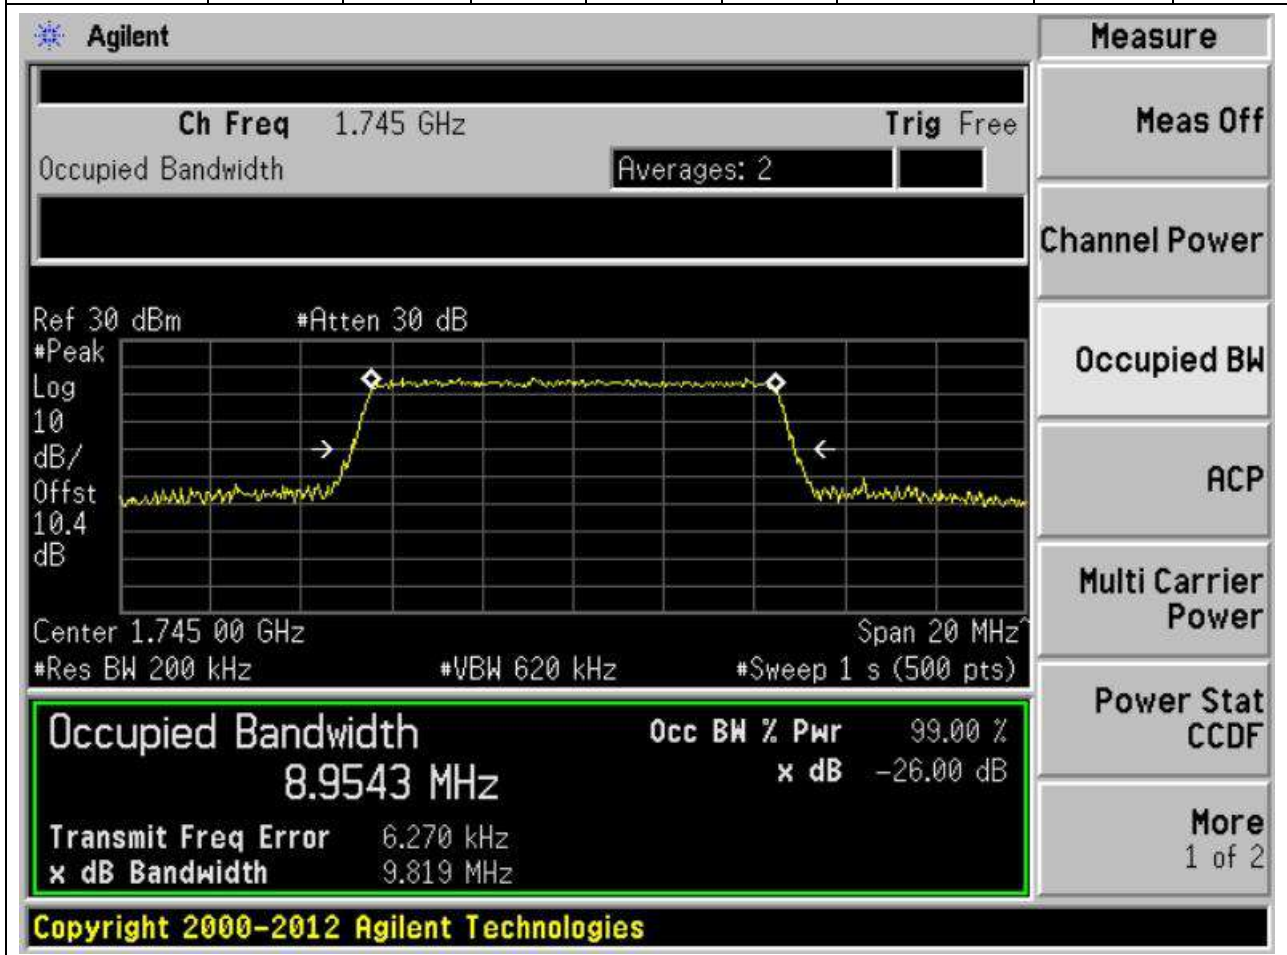 Agilent
Measure
Ch Freq 1.745 GHz Trig Free
Meas Off
Occupied Bandwidth Averages: 2
Channel Power
Ref 30 dBm #Atten 30 dB
#Peak
Log
10
dB/
Offst
10.4
dB
Occupied BW
ACP
Center 1.745 00 GHz Span 20 MHz^
#Res BW 200 kHz #VBW 620 kHz #Sweep 1 s (500 pts)
Multi Carrier
Power
Occupied Bandwidth Occ BW % Pwr 99.00 %
8.9543 MHz x dB -26.00 dB
Power Stat
CCDF
Transmit Freq Error 6.270 kHz
x dB Bandwidth 9.819 MHz
More
1 of 2
Copyright 2000-2012 Agilent Technologies